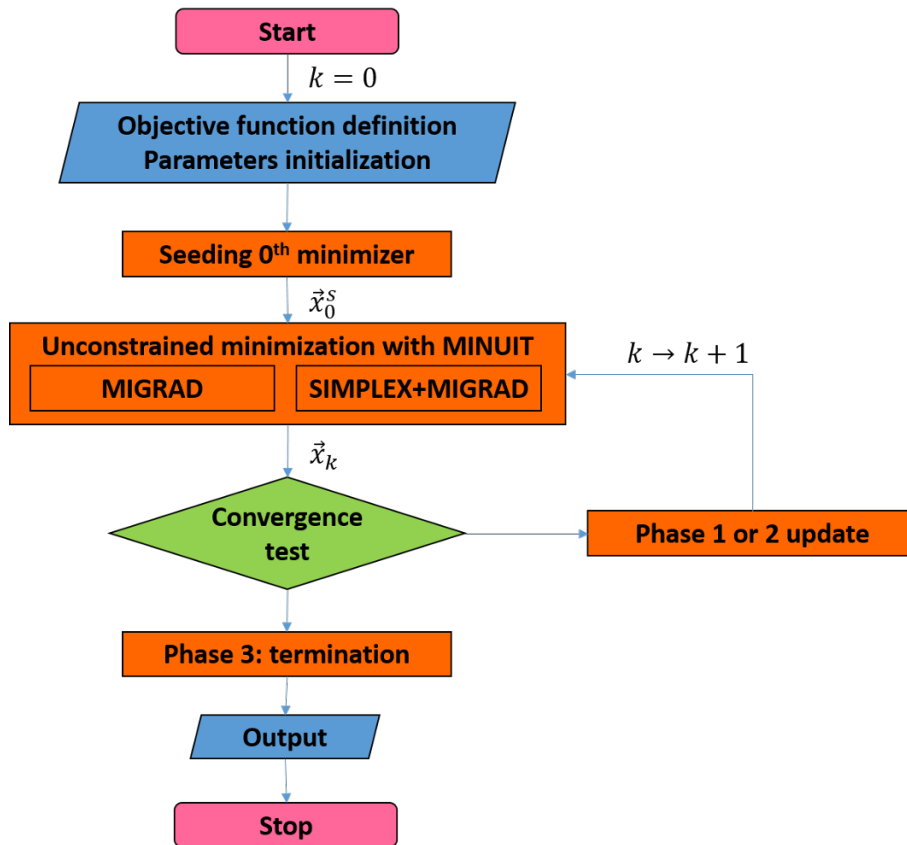 Start
k = 0
Objective function definition
Parameters initialization
Seeding 0th minimizer
x⃗₀ˢ
Unconstrained minimization with MINUIT
MIGRAD
SIMPLEX+MIGRAD
k → k + 1
x⃗ₖ
Convergence
test
Phase 1 or 2 update
Phase 3: termination
Output
Stop